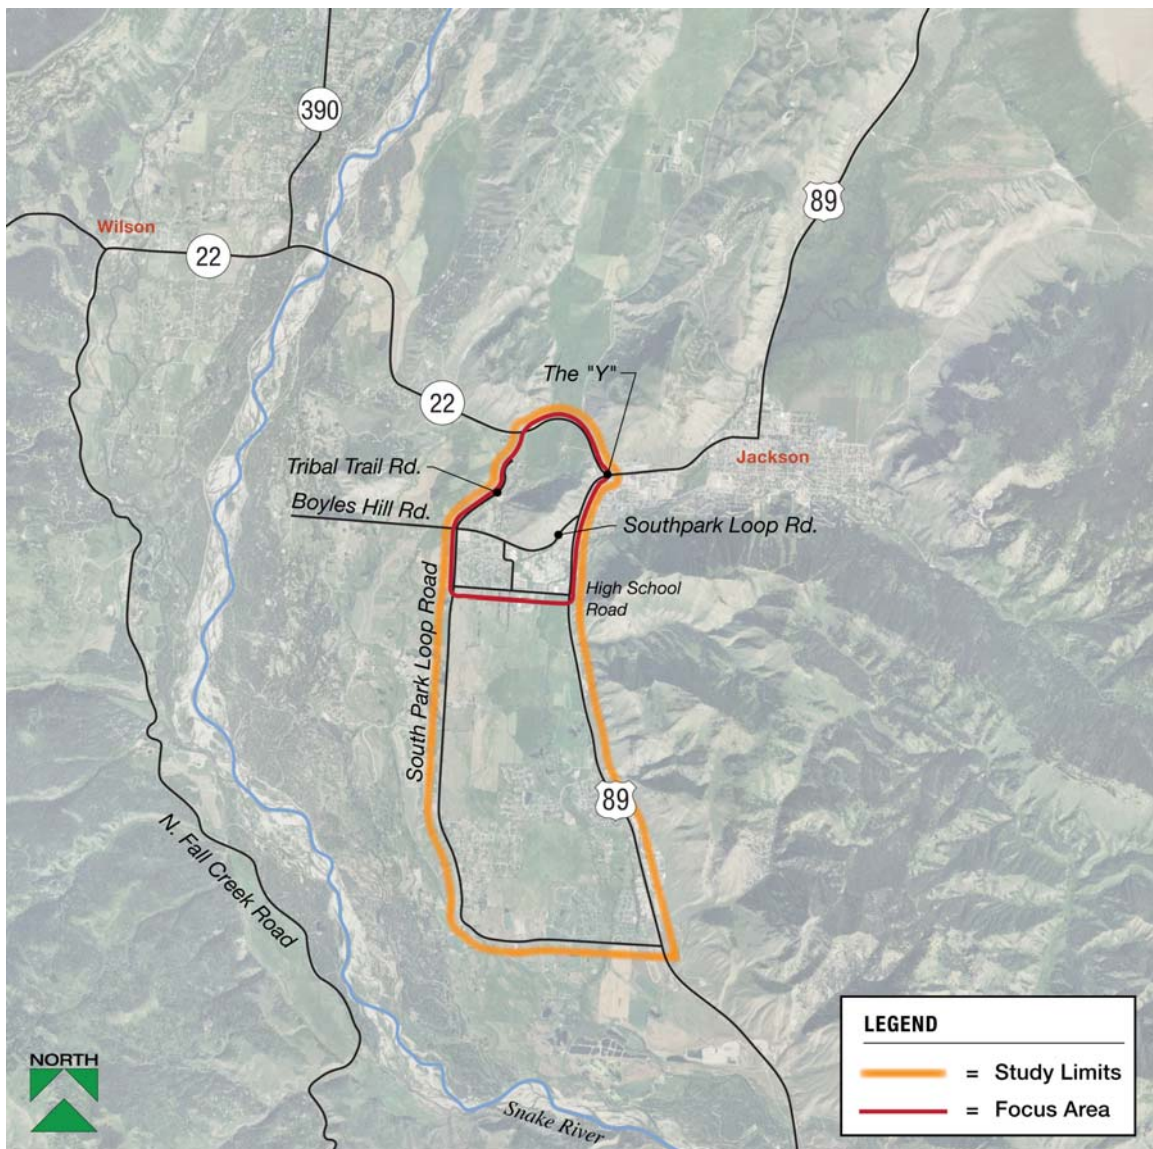 390
89
Wilson
22
The "Y"
22
Jackson
Tribal Trail Rd.
Boyles Hill Rd.
Southpark Loop Rd.
High School
Road
South Park Loop Road
89
N. Fall Creek Road
LEGEND
= Study Limits
= Focus Area
NORTH
Snake River